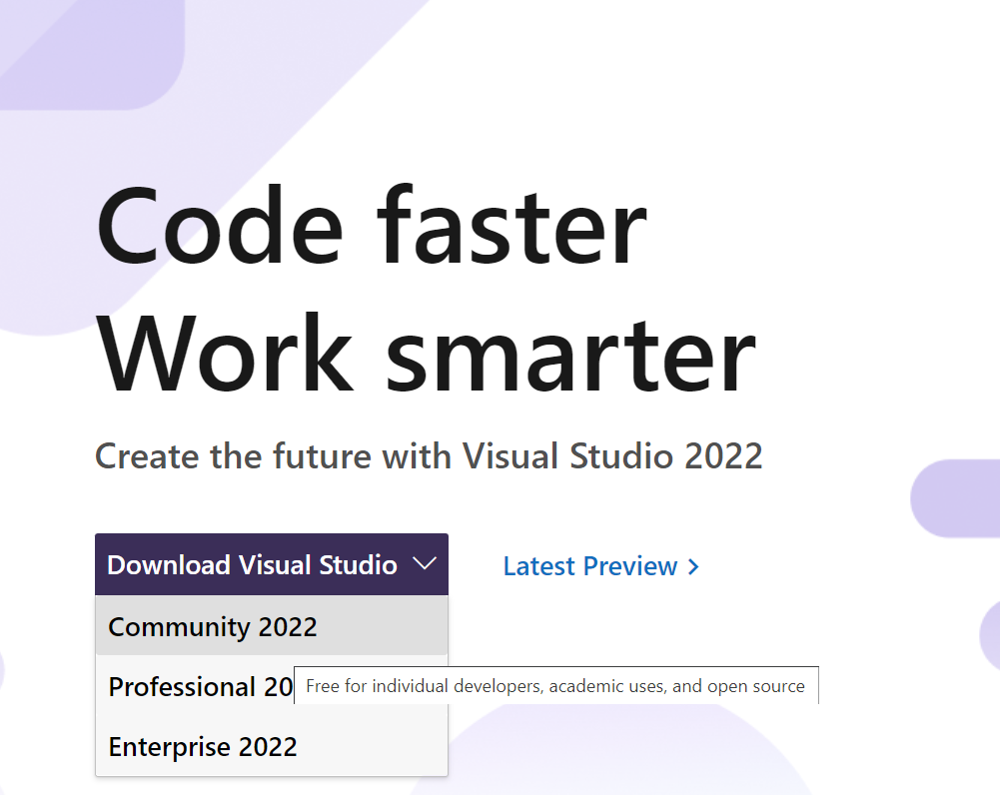 Code faster
Work smarter
Create the future with Visual Studio 2022
Download Visual Studio
Latest Preview
Community 2022
Professional 20
Free for individual developers, academic uses, and open source
Enterprise 2022